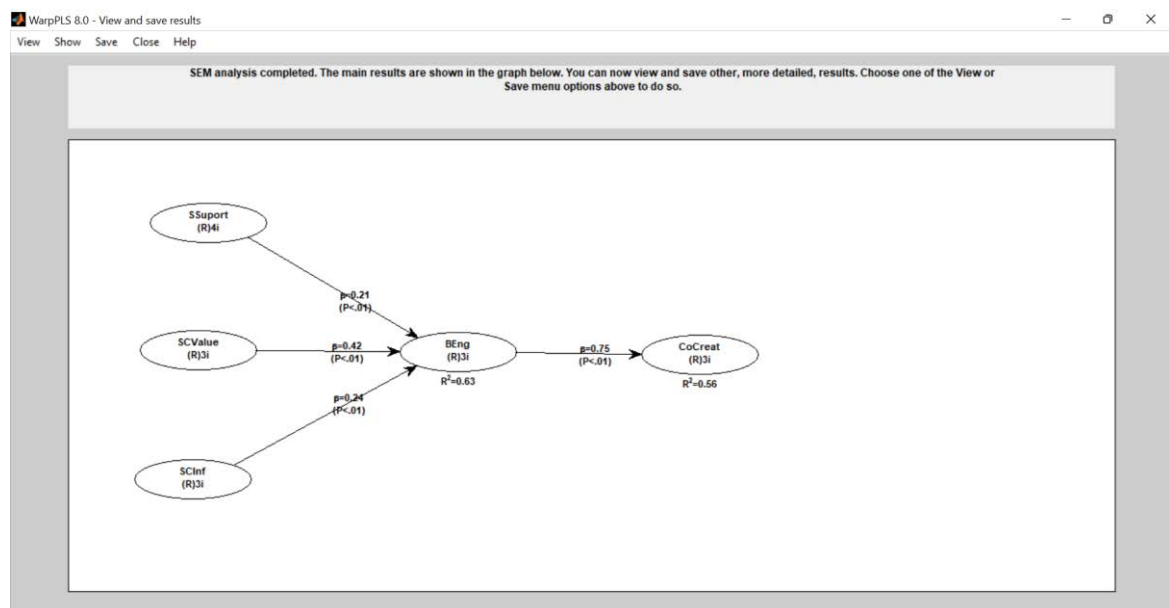 WarpPLS 8.0 - View and save results
View Show Save Close Help
SEM analysis completed. The main results are shown in the graph below. You can now view and save other, more detailed, results. Choose one of the View or
Save menu options above to do so.
SSuport
(R)4i
β=0.21
(P<.01)
SCValue
(R)3i
β=0.42
(P<.01)
BEng
(R)3i
R²=0.63
β=0.75
(P<.01)
CoCreat
(R)3i
R²=0.56
β=0.24
(P<.01)
SCInf
(R)3i